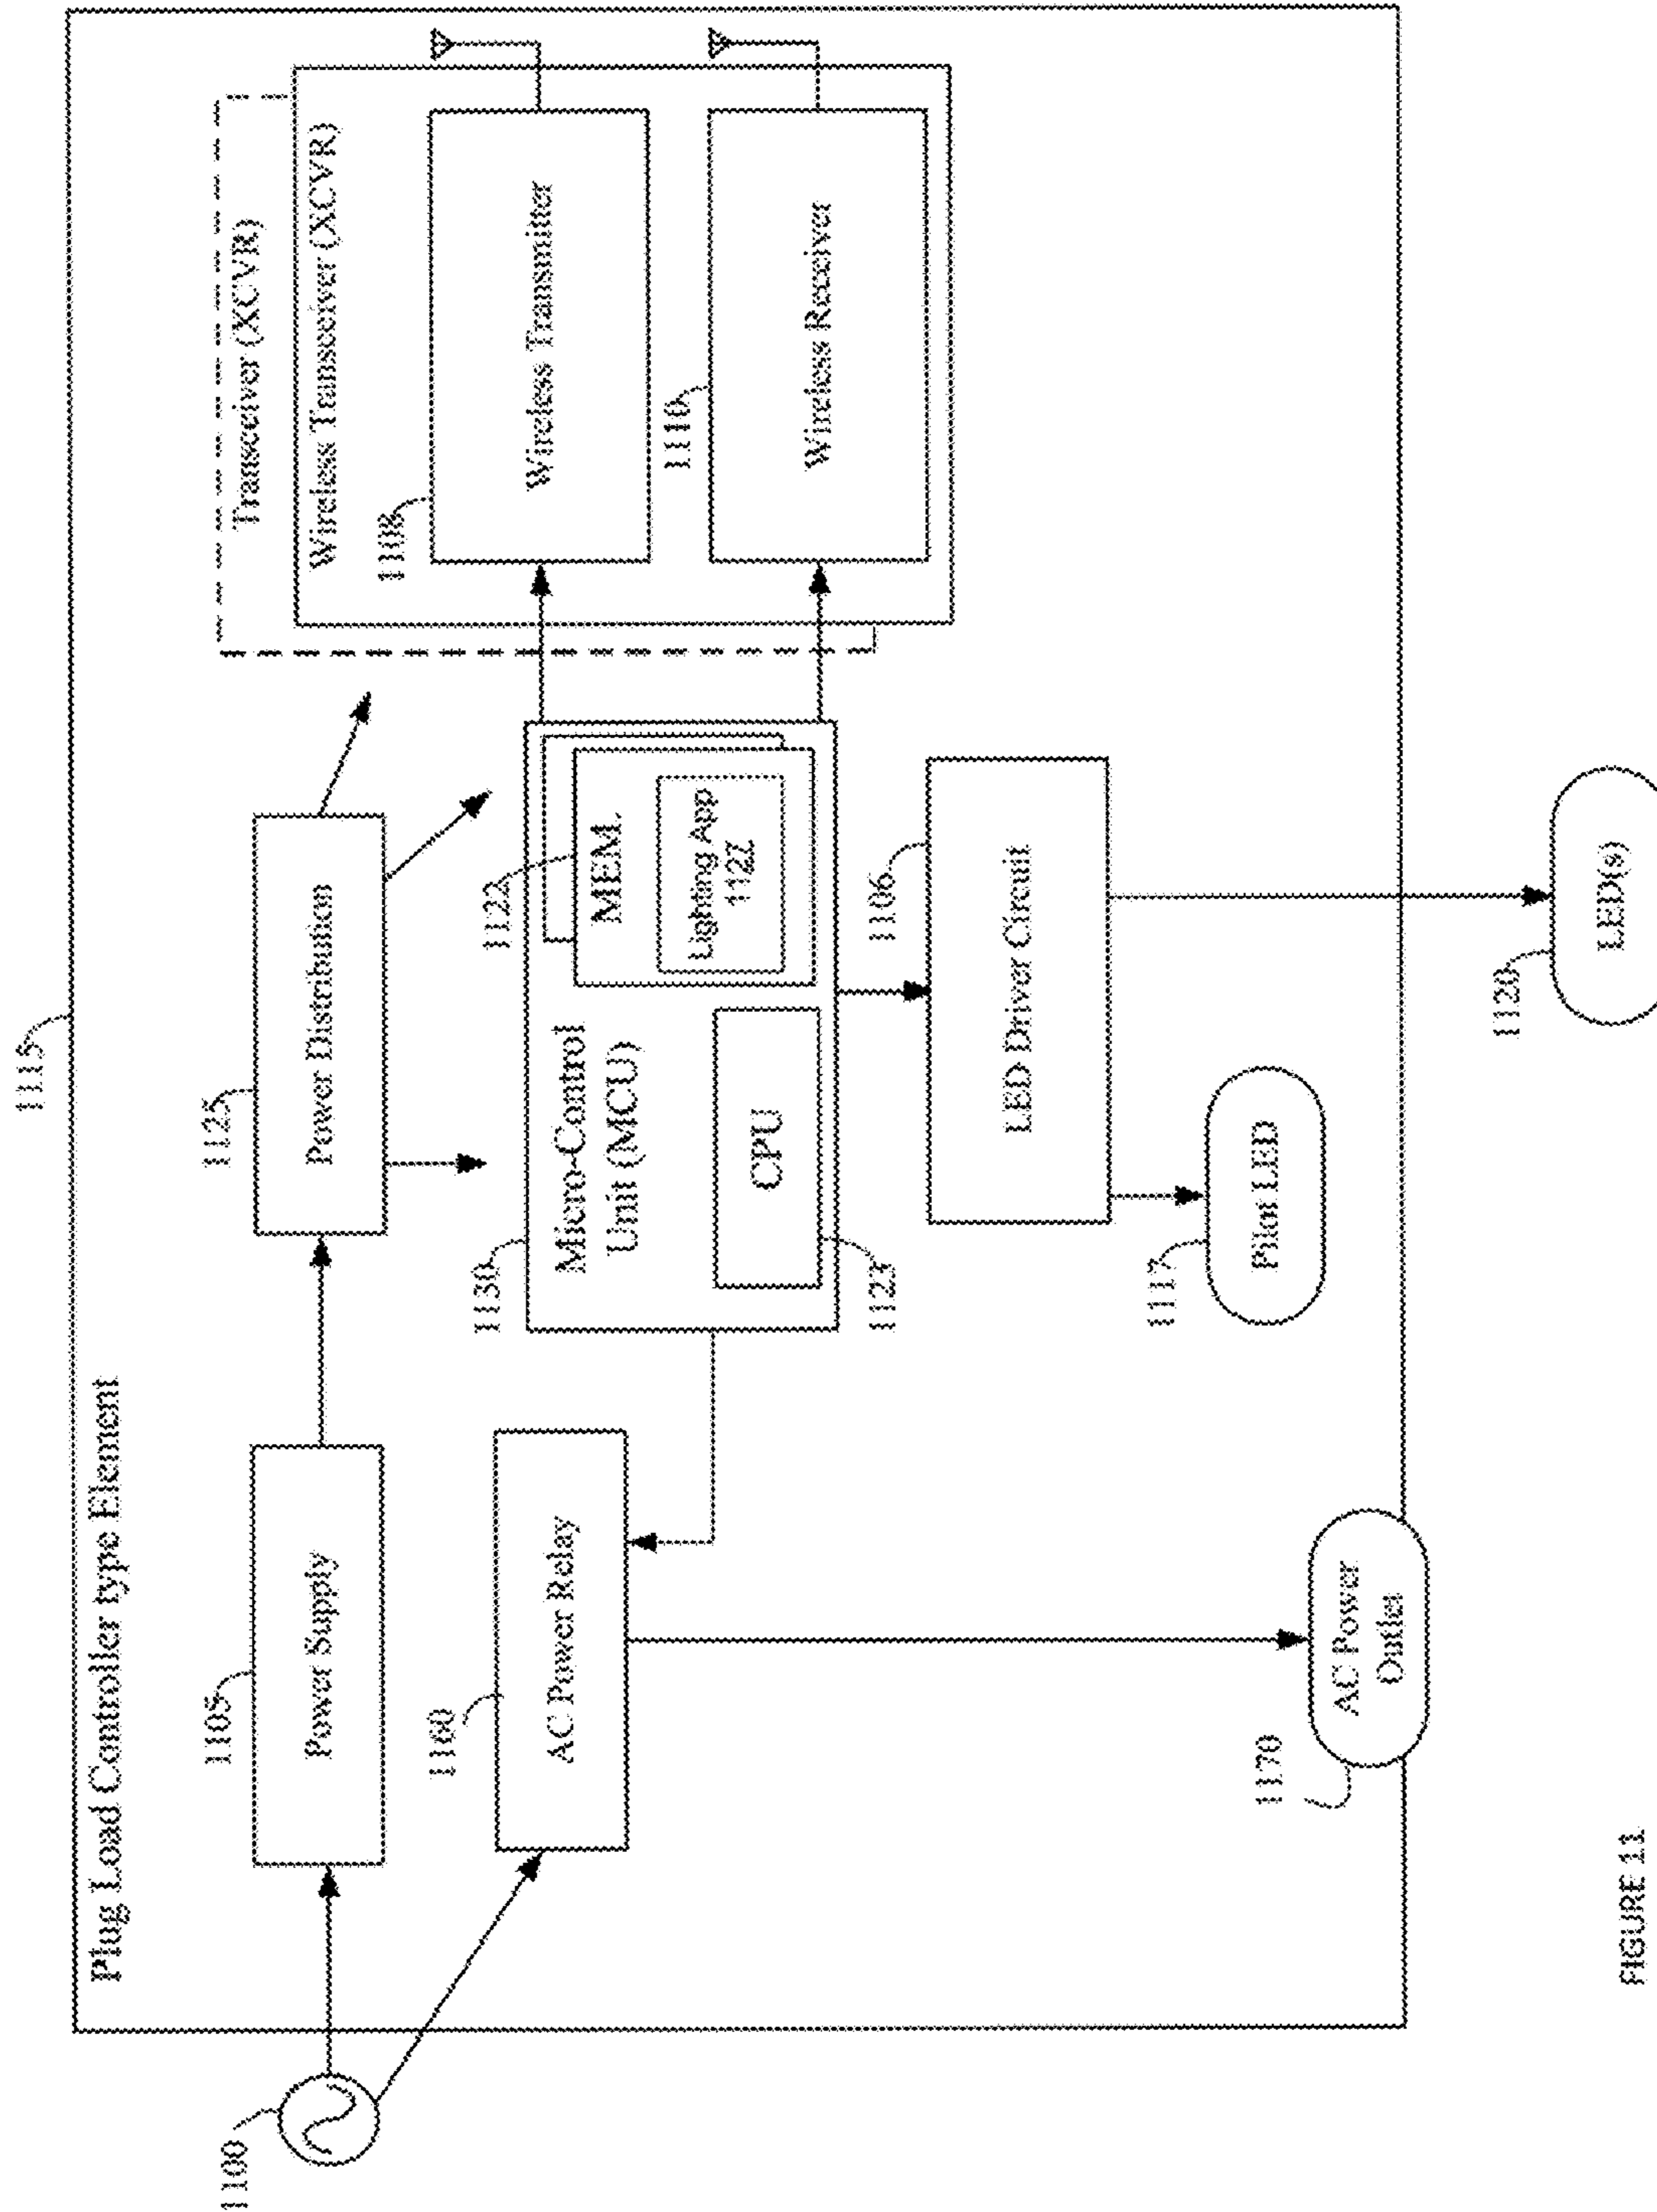 1115
Plug Load Controller type Element
1100
1105
Power Supply
1125
Power Distribution
Transceiver (XCVR)
Wireless Transceiver (XCVR)
1108
Wireless Transmitter
1110
Wireless Receiver
1160
AC Power Relay
1130
Micro-Control
Unit (MCU)
1122
MEM.
Lighting App
1127
CPU
1123
1106
LED Driver Circuit
1117
Pilot LED
1170
AC Power
Outlet
1120
LED(s)
FIGURE 11